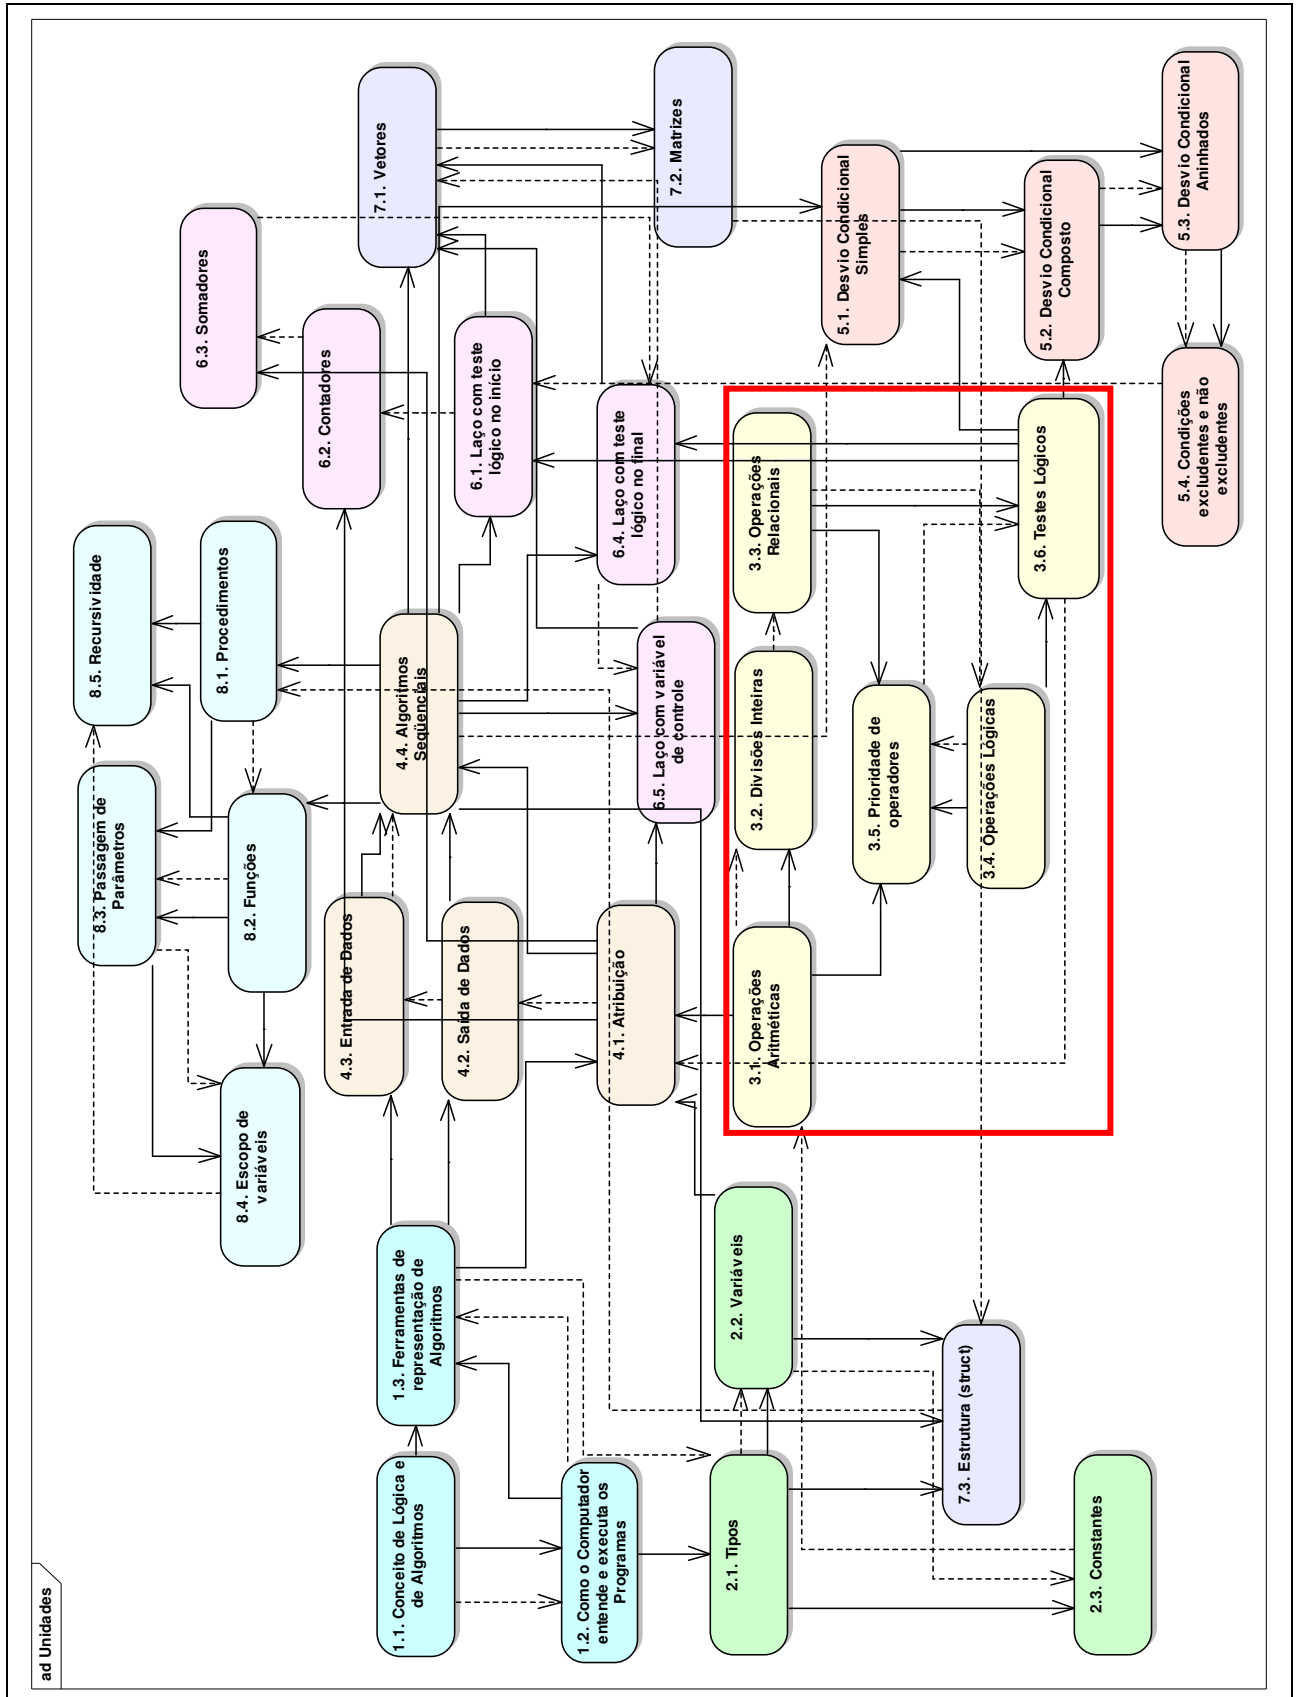 ad Unidades
1.1. Conceito de Lógica e
de Algoritmos
1.2. Como o Computador
entende e executa os
Programas
1.3. Ferramentas de
representação de
Algoritmos
2.1. Tipos
2.2. Variáveis
2.3. Constantes
3.1. Operações
Aritméticas
3.2. Divisões Inteiras
3.3. Operações
Relacionais
3.4. Operações Lógicas
3.5. Prioridade de
operadores
3.6. Testes Lógicos
4.1. Atribuição
4.2. Saída de Dados
4.3. Entrada de Dados
4.4. Algoritmos
Seqüenciais
5.1. Desvio Condicional
Simples
5.2. Desvio Condicional
Composto
5.3. Desvio Condicional
Aninhados
5.4. Condições
excludentes e não
excludentes
6.1. Laço com teste
lógico no início
6.2. Contadores
6.3. Somadores
6.4. Laço com teste
lógico no final
6.5. Laço com variável
de controle
7.1. Vetores
7.2. Matrizes
7.3. Estrutura (struct)
8.1. Procedimentos
8.2. Funções
8.3. Passagem de
Parâmetros
8.4. Escopo de
variáveis
8.5. Recursividade